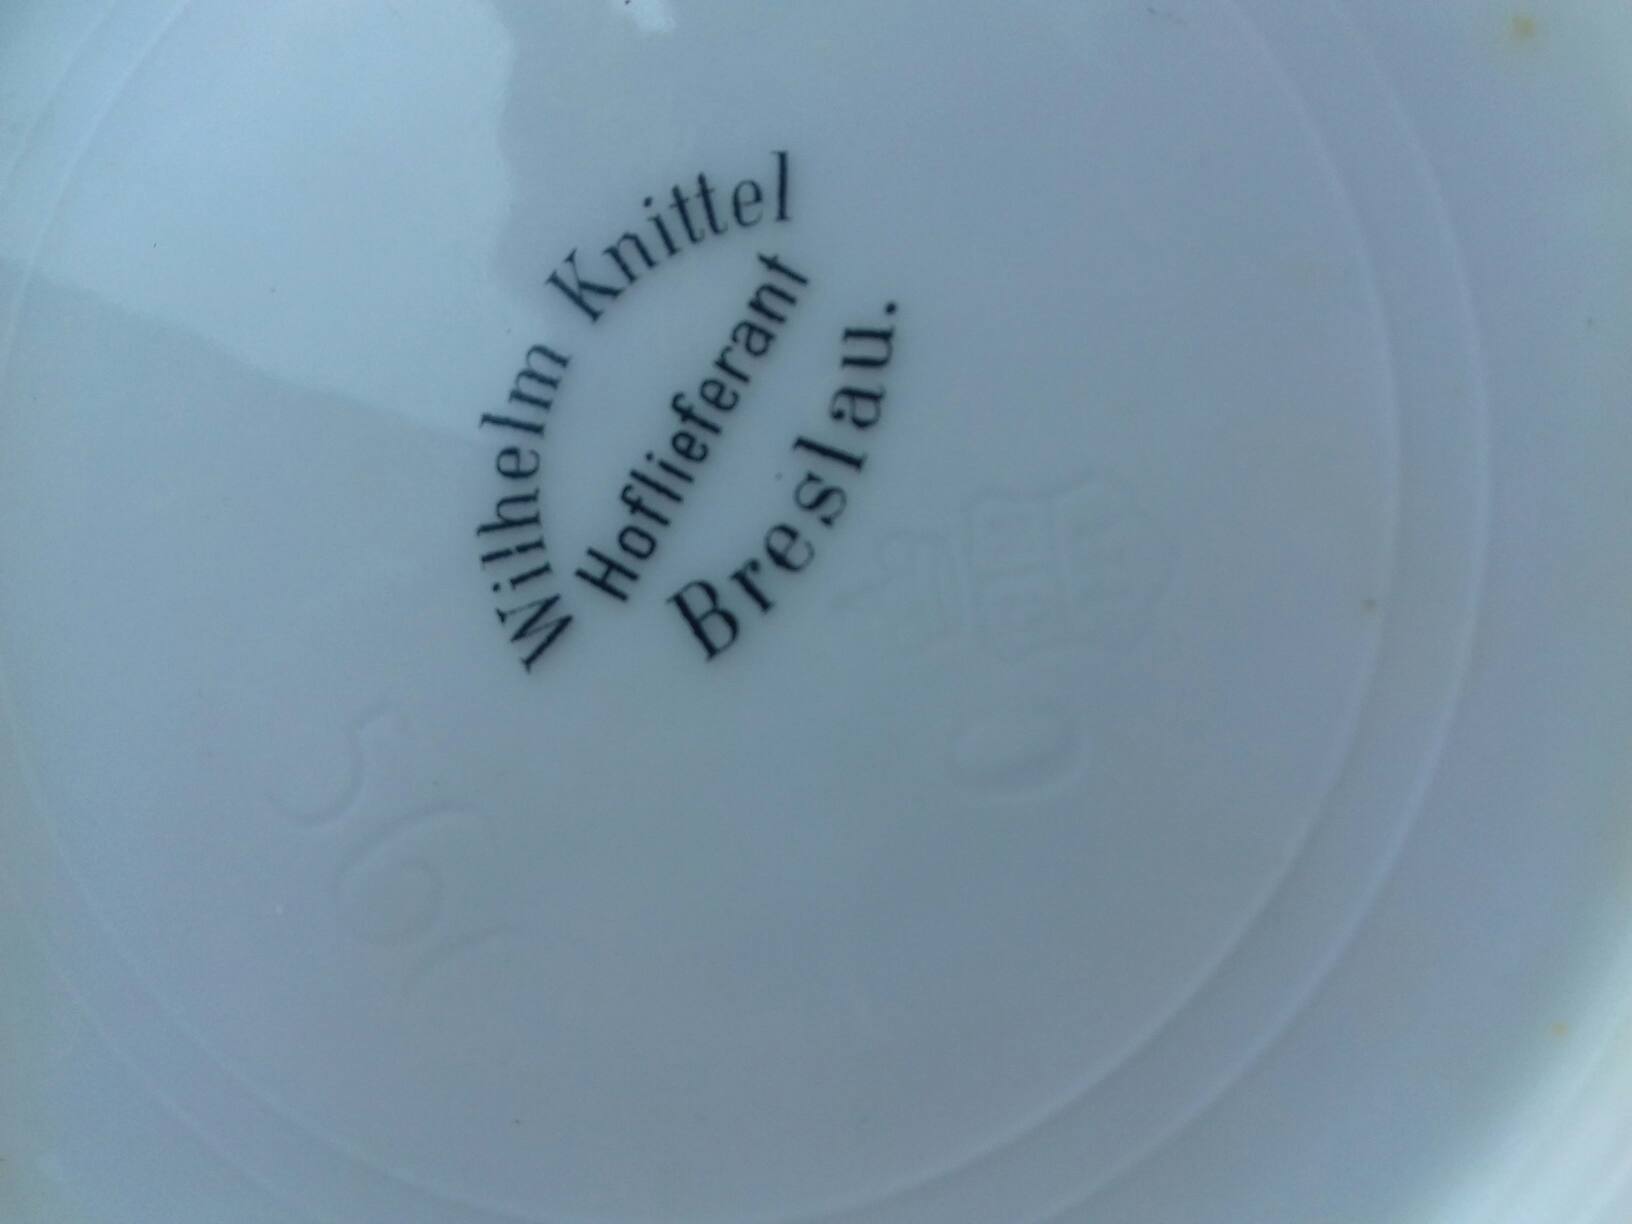 Wilhelm Knittel
Hoflieferant
Breslau.